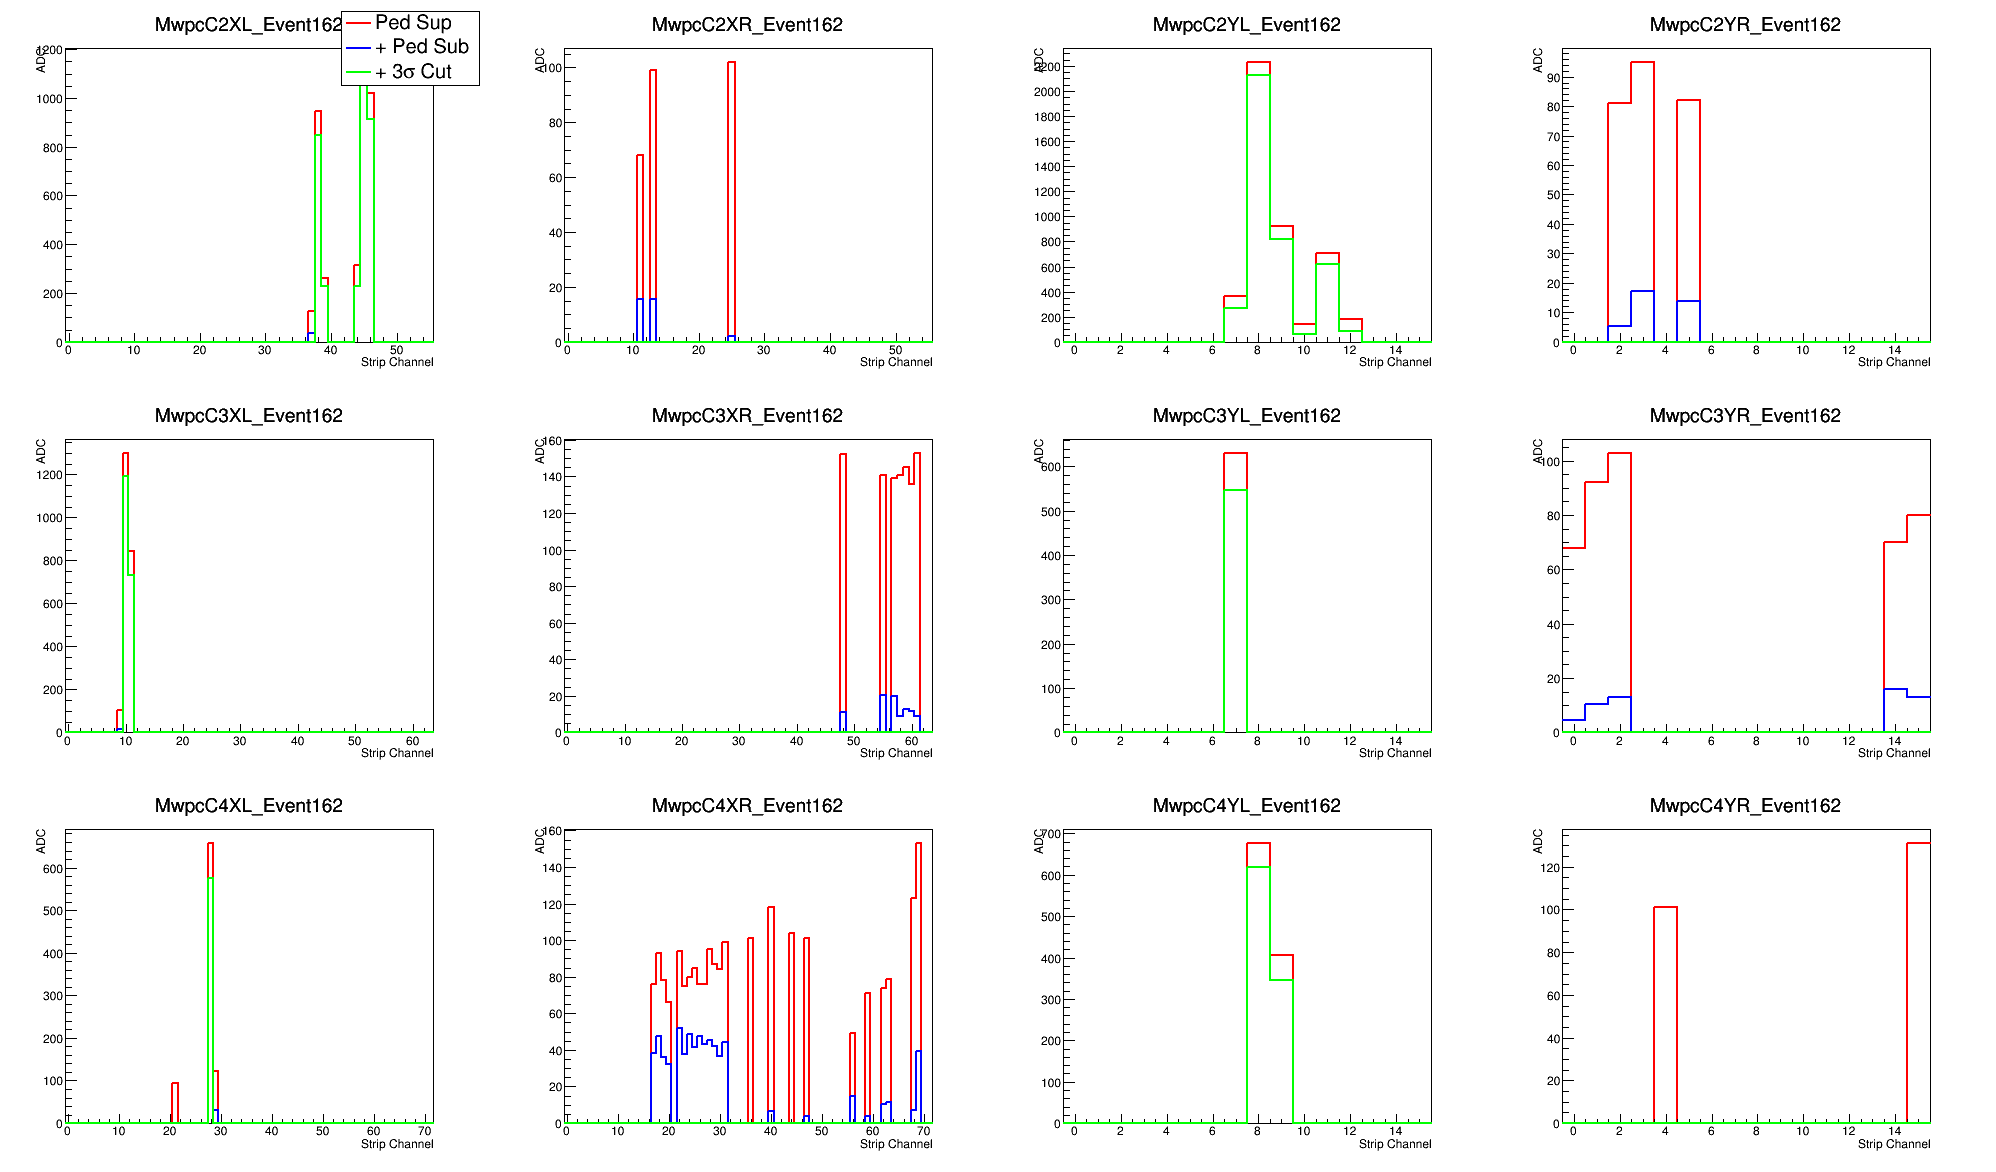 MwpcC2XL_Event162
Ped Sup
+ Ped Sub
+ 3σ Cut
ADC
1200
1000
800
600
400
200
0
0 10 20 30 40 50
Strip Channel
MwpcC2XR_Event162
ADC
100
80
60
40
20
0
0 10 20 30 40 50
Strip Channel
MwpcC2YL_Event162
ADC
2200
2000
1800
1600
1400
1200
1000
800
600
400
200
0
0 2 4 6 8 10 12 14
Strip Channel
MwpcC2YR_Event162
ADC
90
80
70
60
50
40
30
20
10
0
0 2 4 6 8 10 12 14
Strip Channel
MwpcC3XL_Event162
ADC
1200
1000
800
600
400
200
0
0 10 20 30 40 50 60
Strip Channel
MwpcC3XR_Event162
ADC
160
140
120
100
80
60
40
20
0
0 10 20 30 40 50 60
Strip Channel
MwpcC3YL_Event162
ADC
600
500
400
300
200
100
0
0 2 4 6 8 10 12 14
Strip Channel
MwpcC3YR_Event162
ADC
100
80
60
40
20
0
0 2 4 6 8 10 12 14
Strip Channel
MwpcC4XL_Event162
ADC
600
500
400
300
200
100
0
0 10 20 30 40 50 60 70
Strip Channel
MwpcC4XR_Event162
ADC
160
140
120
100
80
60
40
20
0
0 10 20 30 40 50 60 70
Strip Channel
MwpcC4YL_Event162
ADC
700
600
500
400
300
200
100
0
0 2 4 6 8 10 12 14
Strip Channel
MwpcC4YR_Event162
ADC
120
100
80
60
40
20
0
0 2 4 6 8 10 12 14
Strip Channel